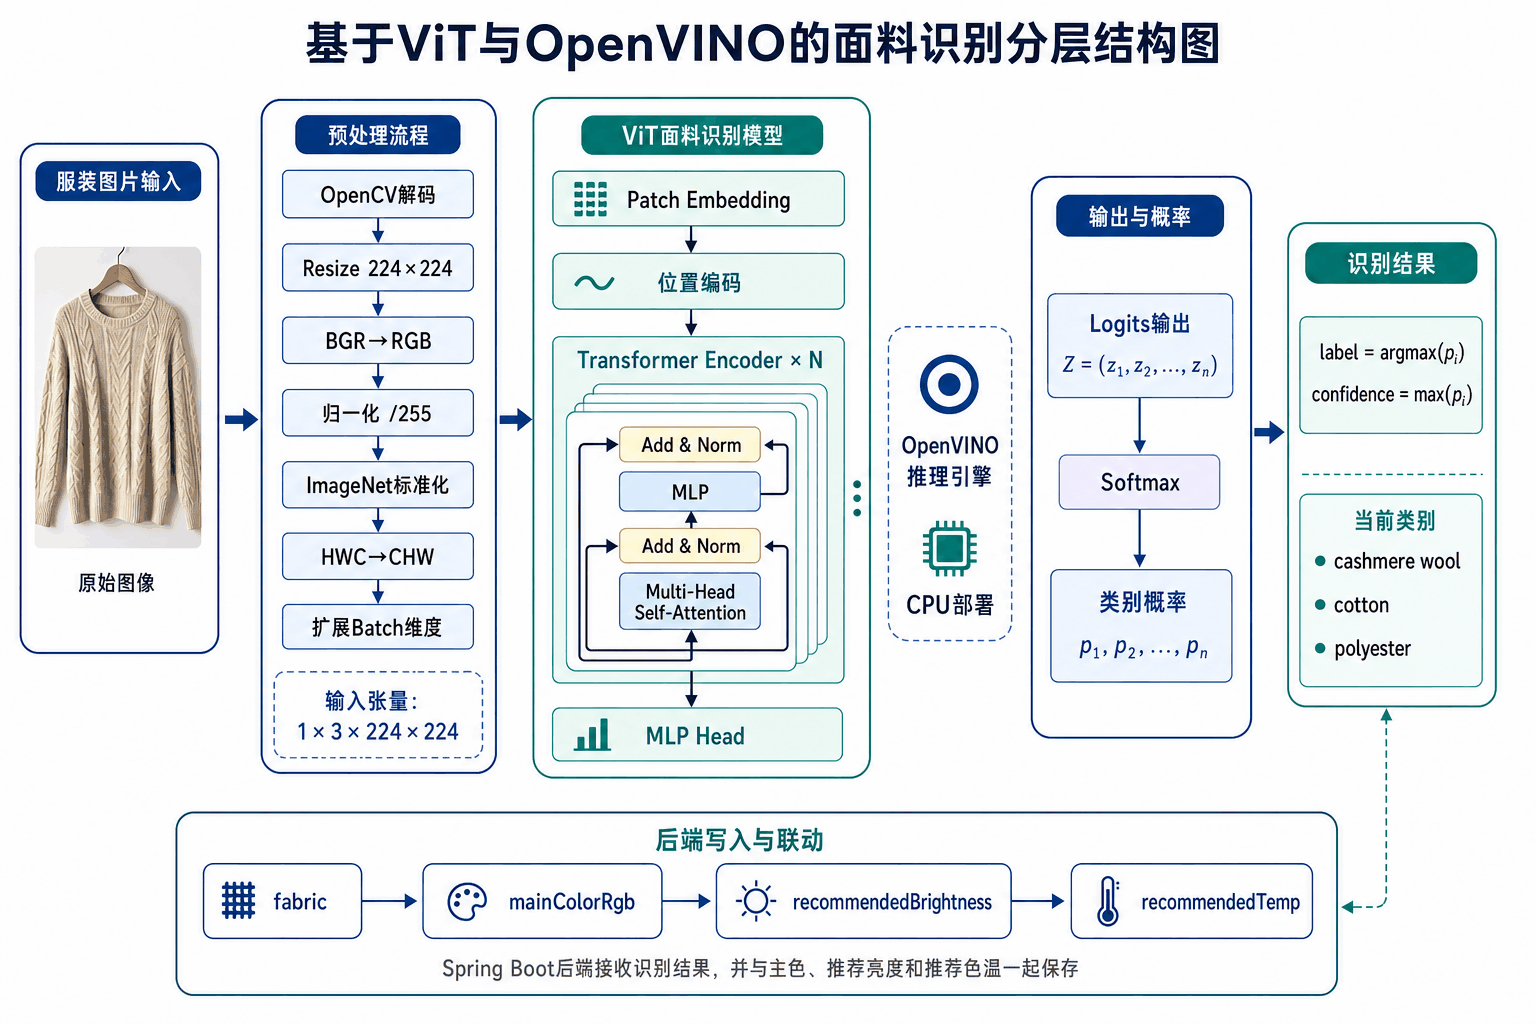 基于ViT与OpenVINO的面料识别分层结构图
服装图片输入
原始图像
预处理流程
OpenCV解码
Resize 224×224
BGR→RGB
归一化 /255
ImageNet标准化
HWC→CHW
扩展Batch维度
输入张量：
1 × 3 × 224 × 224
ViT面料识别模型
Patch Embedding
位置编码
Transformer Encoder × N
Add & Norm
MLP
Add & Norm
Multi-Head
Self-Attention
MLP Head
OpenVINO
推理引擎
CPU部署
输出与概率
Logits输出
Z = (z₁, z₂, ..., zₙ)
Softmax
类别概率
p₁, p₂, ..., pₙ
识别结果
label = argmax(pᵢ)
confidence = max(pᵢ)
当前类别
cashmere wool
cotton
polyester
后端写入与联动
fabric
mainColorRgb
recommendedBrightness
recommendedTemp
Spring Boot后端接收识别结果，并与主色、推荐亮度和推荐色温一起保存